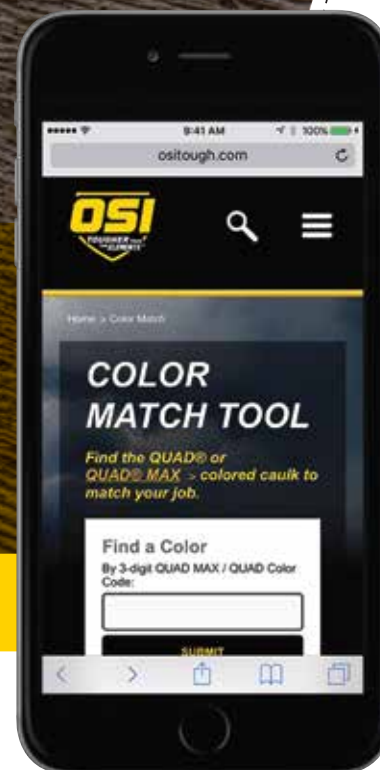 9:41 AM
100%
ositough.com
OSI
TOUGHER THAN
THE ELEMENTS
Home > Color Match
COLOR
MATCH TOOL
Find the QUAD® or
QUAD® MAX > colored caulk to
match your job.
Find a Color
By 3-digit QUAD MAX / QUAD Color
Code:
SUBMIT